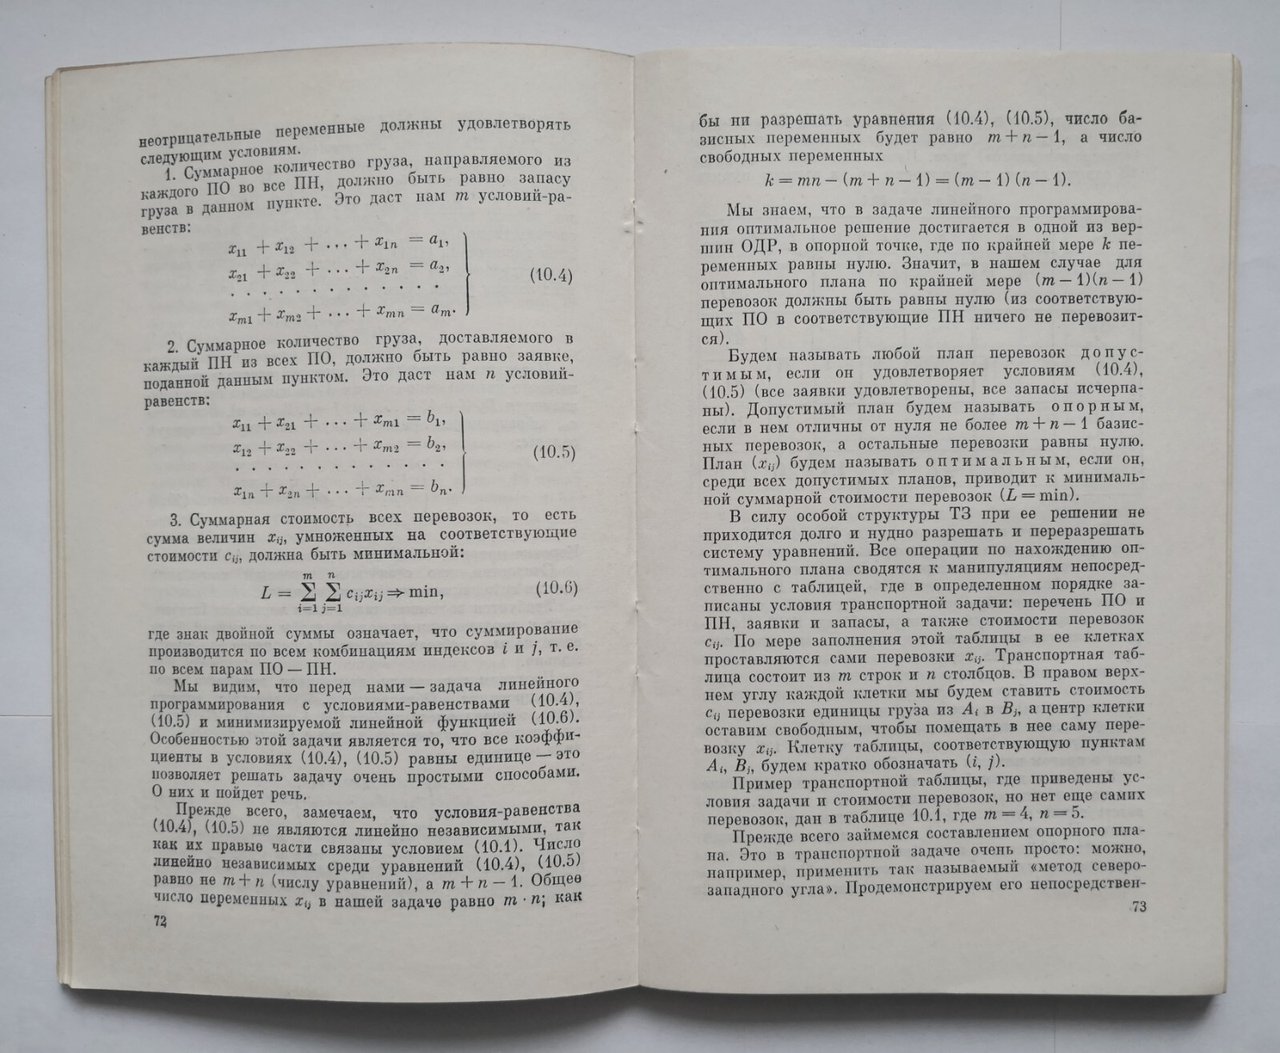 неотрицательные переменные должны удовлетворять
следующим условиям.
1. Суммарное количество груза, направляемого из
каждого ПО во все ПН, должно быть равно запасу
груза в данном пункте. Это даст нам m условий-ра-
венств:
x₁₁ + x₁₂ + ... + x₁ₙ = a₁,
x₂₁ + x₂₂ + ... + x₂ₙ = a₂,
(10.4)
. . . . . . . . . . . . .
xₘ₁ + xₘ₂ + ... + xₘₙ = aₘ.
2. Суммарное количество груза, доставляемого в
каждый ПН из всех ПО, должно быть равно заявке,
поданной данным пунктом. Это даст нам n условий-
равенств:
x₁₁ + x₂₁ + ... + xₘ₁ = b₁,
x₁₂ + x₂₂ + ... + xₘ₂ = b₂,
(10.5)
. . . . . . . . . . . . .
x₁ₙ + x₂ₙ + ... + xₘₙ = bₙ.
3. Суммарная стоимость всех перевозок, то есть
сумма величин xᵢⱼ, умноженных на соответствующие
стоимости cᵢⱼ, должна быть минимальной:
m n
L = ∑ ∑ cᵢⱼxᵢⱼ ⇒ min, (10.6)
i=1 j=1
где знак двойной суммы означает, что суммирование
производится по всем комбинациям индексов i и j, т. е.
по всем парам ПО — ПН.
Мы видим, что перед нами — задача линейного
программирования с условиями-равенствами (10.4),
(10.5) и минимизируемой линейной функцией (10.6).
Особенностью этой задачи является то, что все коэффи-
циенты в условиях (10.4), (10.5) равны единице — это
позволяет решать задачу очень простыми способами.
О них и пойдет речь.
Прежде всего, замечаем, что условия-равенства
(10.4), (10.5) не являются линейно независимыми, так
как их правые части связаны условием (10.1). Число
линейно независимых среди уравнений (10.4), (10.5)
равно не m + n (числу уравнений), а m + n — 1. Общее
число переменных xᵢⱼ в нашей задаче равно m · n; как
72
бы ни разрешать уравнения (10.4), (10.5), число ба-
зисных переменных будет равно m + n — 1, а число
свободных переменных
k = mn — (m + n — 1) = (m — 1) (n — 1).
Мы знаем, что в задаче линейного программирова-
ния оптимальное решение достигается в одной из вер-
шин ОДР, в опорной точке, где по крайней мере k пе-
ременных равны нулю. Значит, в нашем случае для
оптимального плана по крайней мере (m — 1)(n — 1)
перевозок должны быть равны нулю (из соответствую-
щих ПО в соответствующие ПН ничего не перевозит-
ся).
Будем называть любой план перевозок допус-
тимым, если он удовлетворяет условиям (10.4),
(10.5) (все заявки удовлетворены, все запасы исчерпа-
ны). Допустимый план будем называть опорным,
если в нем отличны от нуля не более m + n — 1 базис-
ных перевозок, а остальные перевозки равны нулю.
План (xᵢⱼ) будем называть оптимальным, если он,
среди всех допустимых планов, приводит к минималь-
ной суммарной стоимости перевозок (L = min).
В силу особой структуры ТЗ при ее решении не
приходится долго и нудно разрешать и переразрешать
систему уравнений. Все операции по нахождению оп-
тимального плана сводятся к манипуляциям непосред-
ственно с таблицей, где в определенном порядке за-
писаны условия транспортной задачи: перечень ПО и
ПН, заявки и запасы, а также стоимости перевозок
cᵢⱼ. По мере заполнения этой таблицы в ее клетках
проставляются сами перевозки xᵢⱼ. Транспортная таб-
лица состоит из m строк и n столбцов. В правом верх-
нем углу каждой клетки мы будем ставить стоимость
cᵢⱼ перевозки единицы груза из Aᵢ в Bⱼ, а центр клетки
оставим свободным, чтобы помещать в нее саму пере-
возку xᵢⱼ. Клетку таблицы, соответствующую пунктам
Aᵢ, Bⱼ, будем кратко обозначать (i, j).
Пример транспортной таблицы, где приведены ус-
ловия задачи и стоимости перевозок, но нет еще самих
перевозок, дан в таблице 10.1, где m = 4, n = 5.
Прежде всего займемся составлением опорного пла-
на. Это в транспортной задаче очень просто: можно,
например, применить так называемый «метод северо-
западного угла». Продемонстрируем его непосредствен-
73